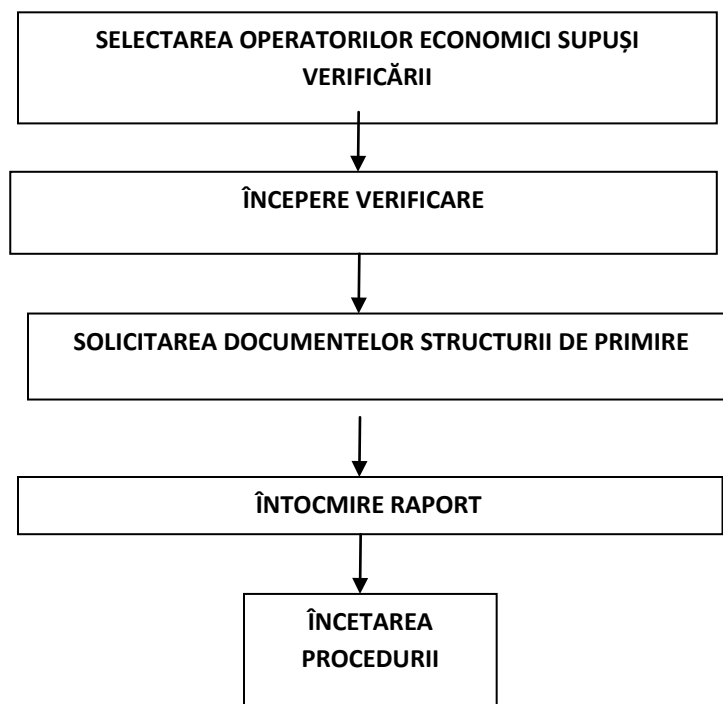 SELECTAREA OPERATORILOR ECONOMICI SUPUȘI
VERIFICĂRII
ÎNCEPERE VERIFICARE
SOLICITAREA DOCUMENTELOR STRUCTURII DE PRIMIRE
ÎNTOCMIRE RAPORT
ÎNCETAREA
PROCEDURII